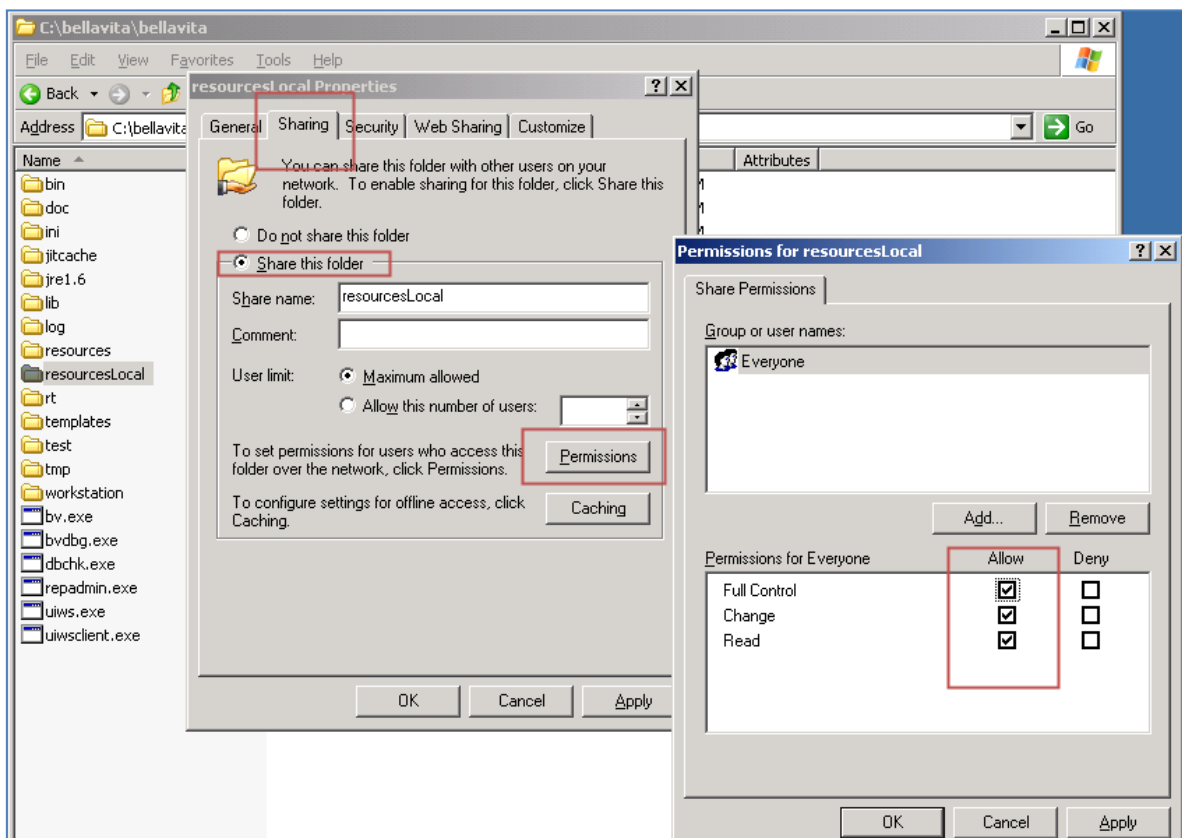 C:\bellavita\bellavita
File Edit View Favorites Tools Help
Back
Address C:\bellavita
Go
Name
Attributes
bin
doc
ini
jitcache
jre1.6
lib
log
resources
resourcesLocal
rt
templates
test
tmp
workstation
bv.exe
bvdbg.exe
dbchk.exe
repadmin.exe
uiws.exe
uiwsclient.exe
resourcesLocal Properties
General Sharing Security Web Sharing Customize
You can share this folder with other users on your
network. To enable sharing for this folder, click Share this
folder.
Do not share this folder
Share this folder
Share name: resourcesLocal
Comment:
User limit: Maximum allowed
Allow this number of users:
To set permissions for users who access this
folder over the network, click Permissions.
Permissions
To configure settings for offline access, click
Caching.
Caching
OK Cancel Apply
Permissions for resourcesLocal
Share Permissions
Group or user names:
Everyone
Add... Remove
Permissions for Everyone Allow Deny
Full Control
Change
Read
OK Cancel Apply